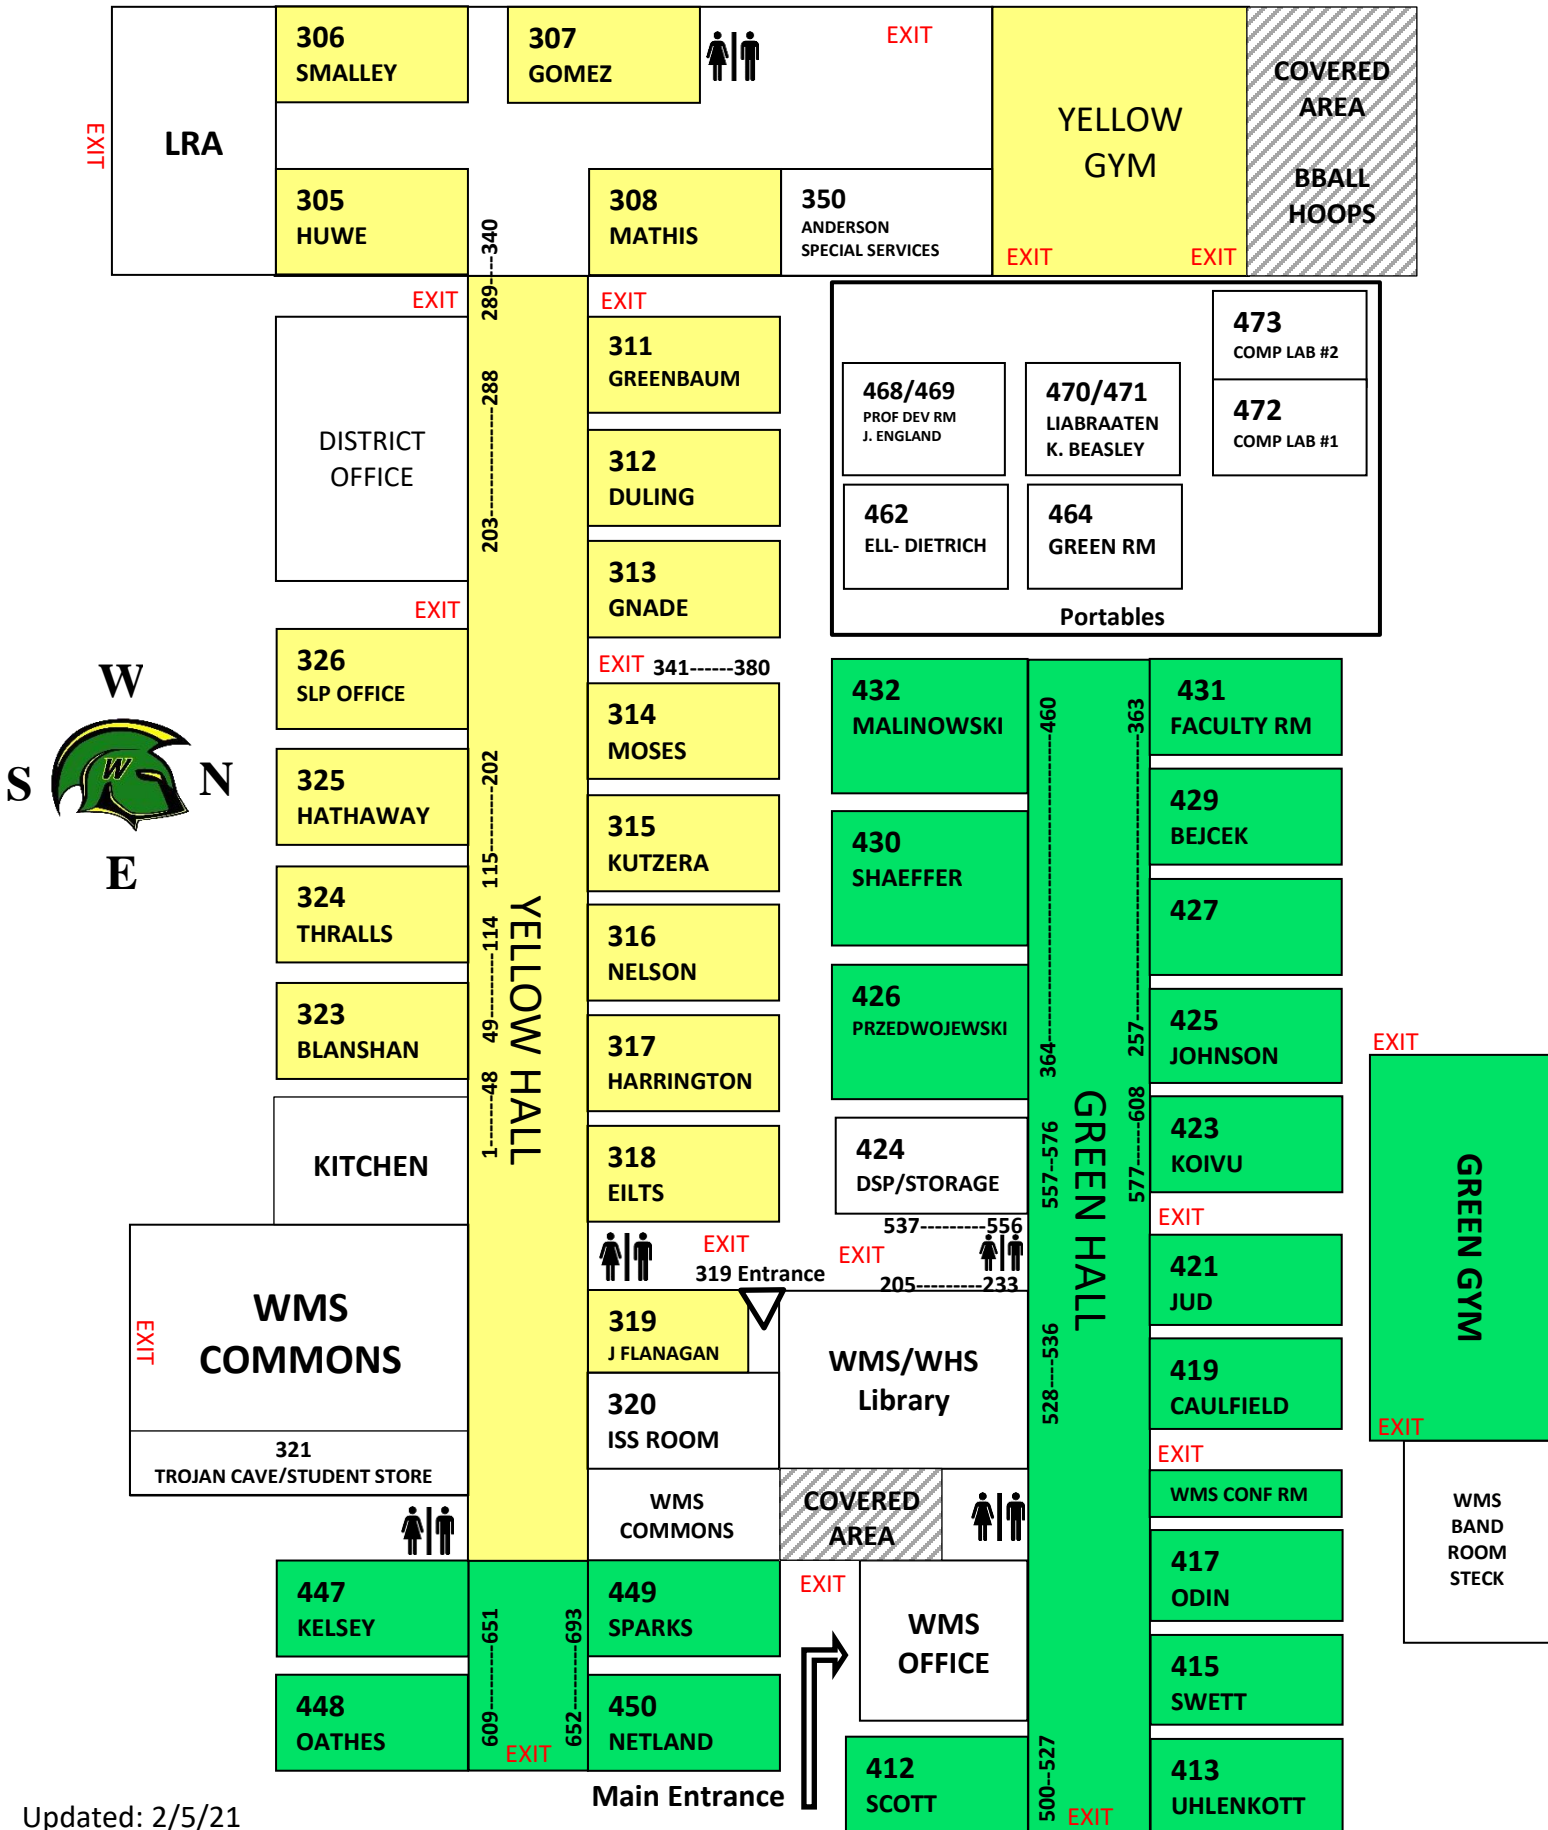 306
SMALLEY
307
GOMEZ
EXIT
YELLOW
GYM
COVERED
AREA
BBALL
HOOPS
EXIT
LRA
305
HUWE
308
MATHIS
350
ANDERSON
SPECIAL SERVICES
EXIT
EXIT
289----340
EXIT
EXIT
DISTRICT
OFFICE
203------------288
311
GREENBAUM
312
DULING
313
GNADE
468/469
PROF DEV RM
J. ENGLAND
470/471
LIABRAATEN
K. BEASLEY
473
COMP LAB #2
472
COMP LAB #1
462
ELL- DIETRICH
464
GREEN RM
Portables
EXIT
EXIT 341------380
W
S
N
E
W
326
SLP OFFICE
325
HATHAWAY
324
THRALLS
323
BLANSHAN
KITCHEN
115----------202
49--------114
1------48
YELLOW HALL
314
MOSES
315
KUTZERA
316
NELSON
317
HARRINGTON
318
EILTS
432
MALINOWSKI
430
SHAEFFER
426
PRZEDWOJEWSKI
424
DSP/STORAGE
364---------------------------------460
257---------------------------------363
557--576
577------608
GREEN HALL
431
FACULTY RM
429
BEJCEK
427
425
JOHNSON
423
KOIVU
EXIT
EXIT
GREEN GYM
EXIT
537---------556
EXIT
EXIT
319 Entrance
205---------233
WMS
COMMONS
EXIT
321
TROJAN CAVE/STUDENT STORE
319
J FLANAGAN
320
ISS ROOM
WMS/WHS
Library
528----536
421
JUD
419
CAULFIELD
EXIT
WMS CONF RM
WMS
COMMONS
COVERED
AREA
WMS
BAND
ROOM
STECK
447
KELSEY
448
OATHES
609-------651
652-------693
EXIT
449
SPARKS
450
NETLAND
EXIT
WMS
OFFICE
417
ODIN
415
SWETT
413
UHLENKOTT
412
SCOTT
500--527
EXIT
Main Entrance
Updated: 2/5/21